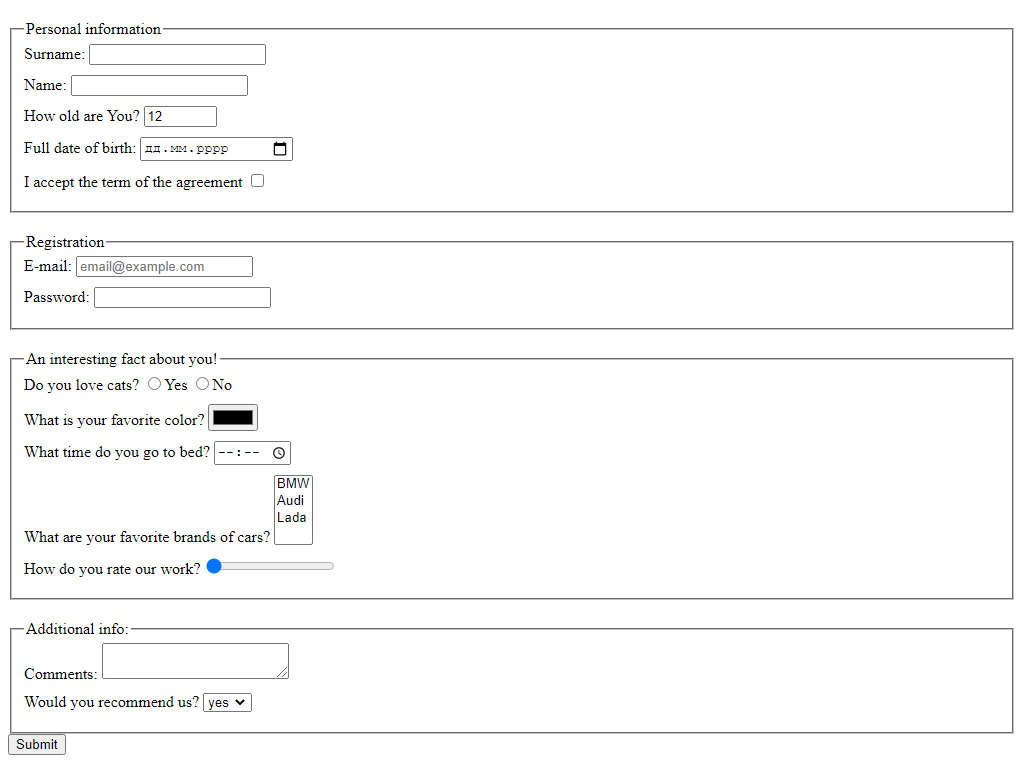 Personal information
Surname:
Name:
How old are You? 12
Full date of birth: дд.мм.рррр
I accept the term of the agreement
Registration
E-mail: email@example.com
Password:
An interesting fact about you!
Do you love cats? Yes No
What is your favorite color?
What time do you go to bed? --:--
BMW
Audi
Lada
What are your favorite brands of cars?
How do you rate our work?
Additional info:
Comments:
Would you recommend us? yes
Submit